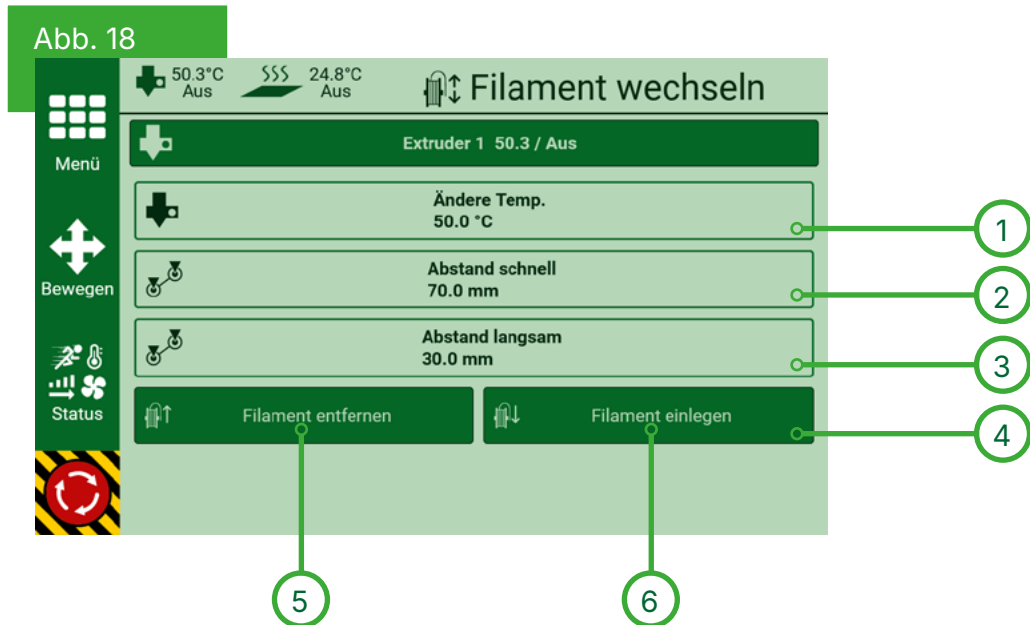 Abb. 18
50.3°C
Aus
24.8°C
Aus
Filament wechseln
Menü
Extruder 1 50.3 / Aus
Ändere Temp.
50.0 °C
1
Bewegen
Abstand schnell
70.0 mm
2
Abstand langsam
30.0 mm
3
Status
Filament entfernen
Filament einlegen
4
5
6